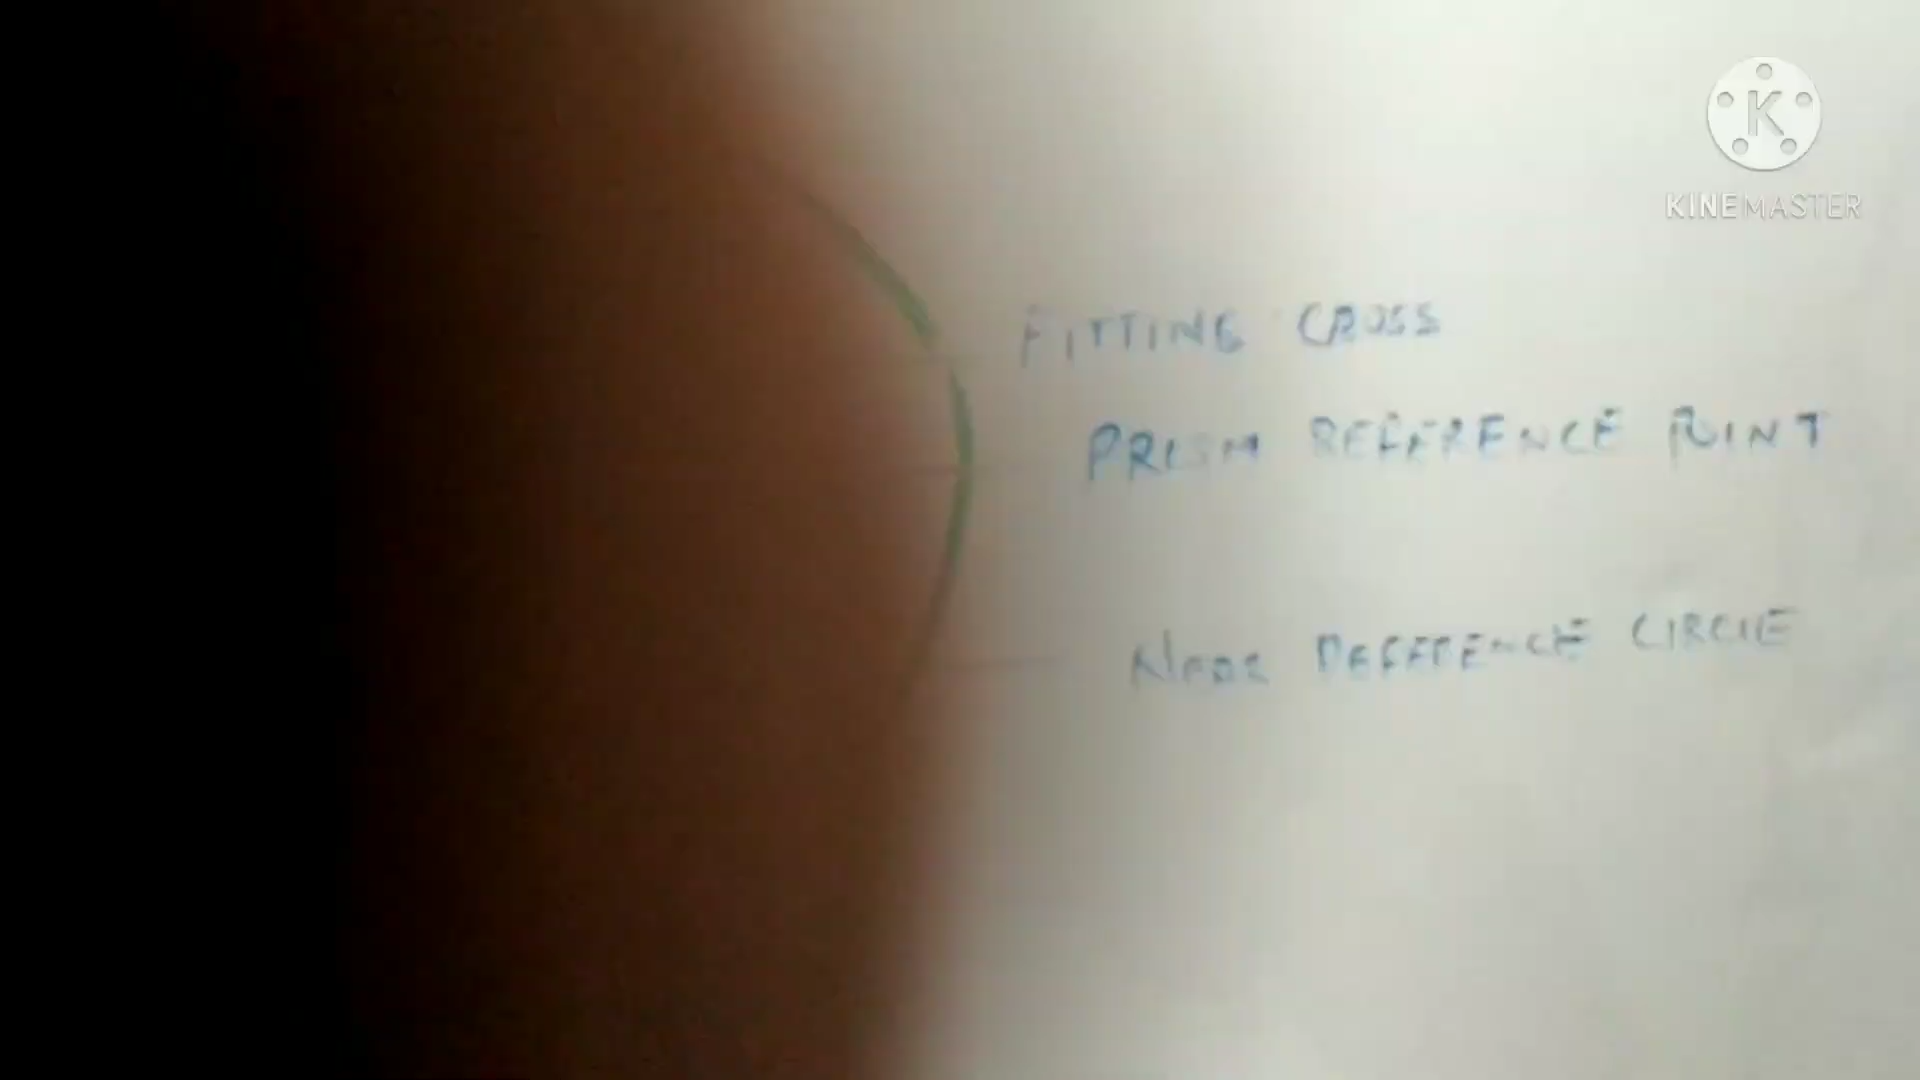 KINEMASTER
FITTING CROSS
PRISM REFERENCE POINT
NEAR REFERENCE CIRCLE